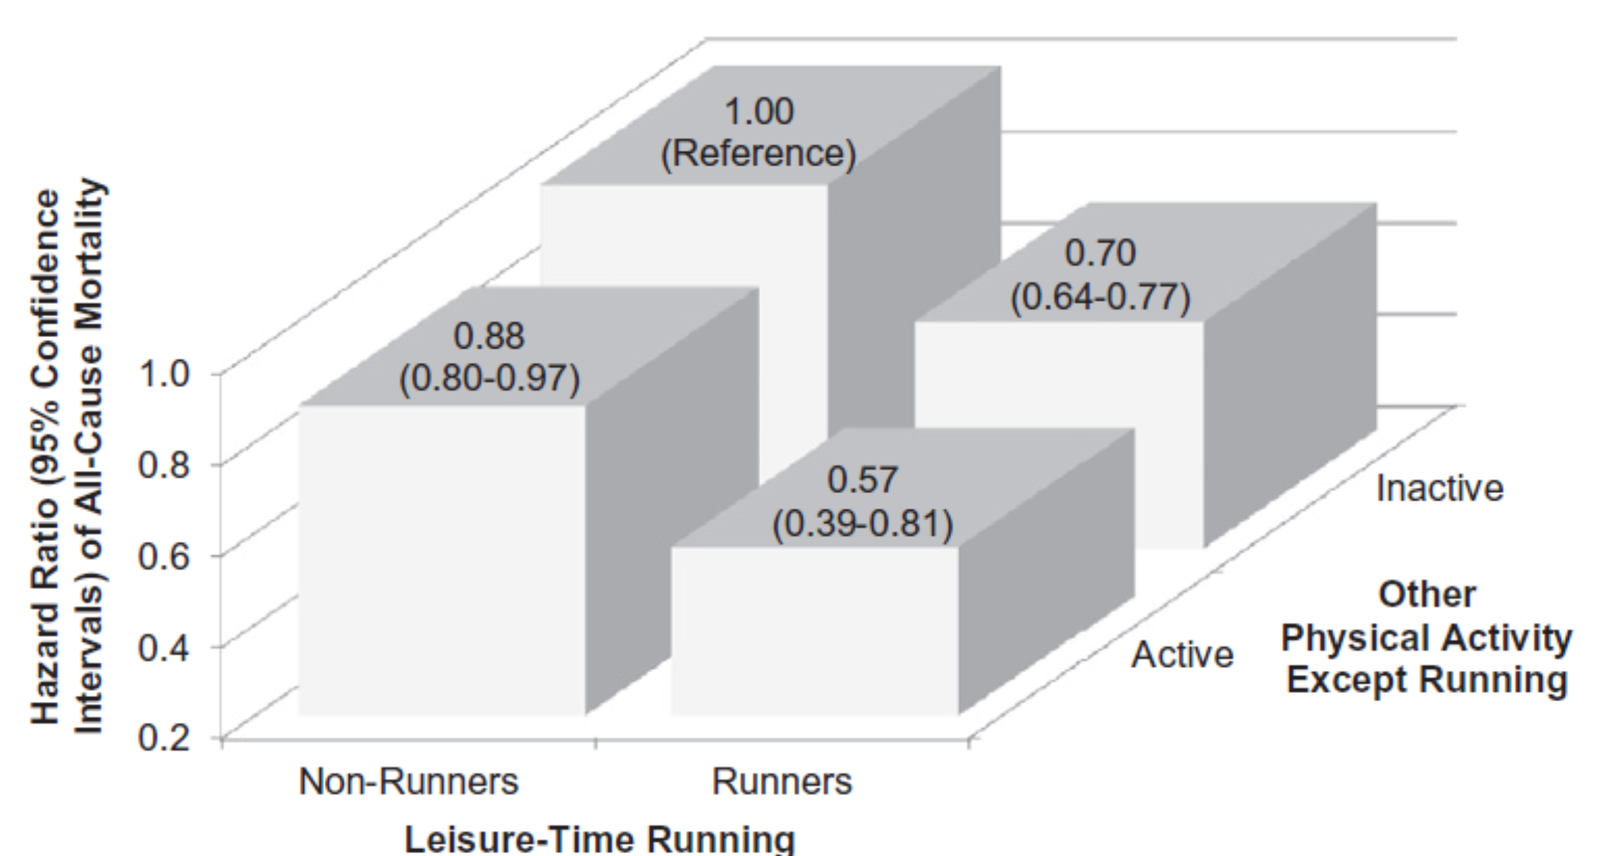 Hazard Ratio (95% Confidence
Intervals) of All-Cause Mortality
1.0
0.8
0.6
0.4
0.2
1.00
(Reference)
0.70
(0.64-0.77)
0.88
(0.80-0.97)
0.57
(0.39-0.81)
Inactive
Active
Other
Physical Activity
Except Running
Non-Runners
Runners
Leisure-Time Running